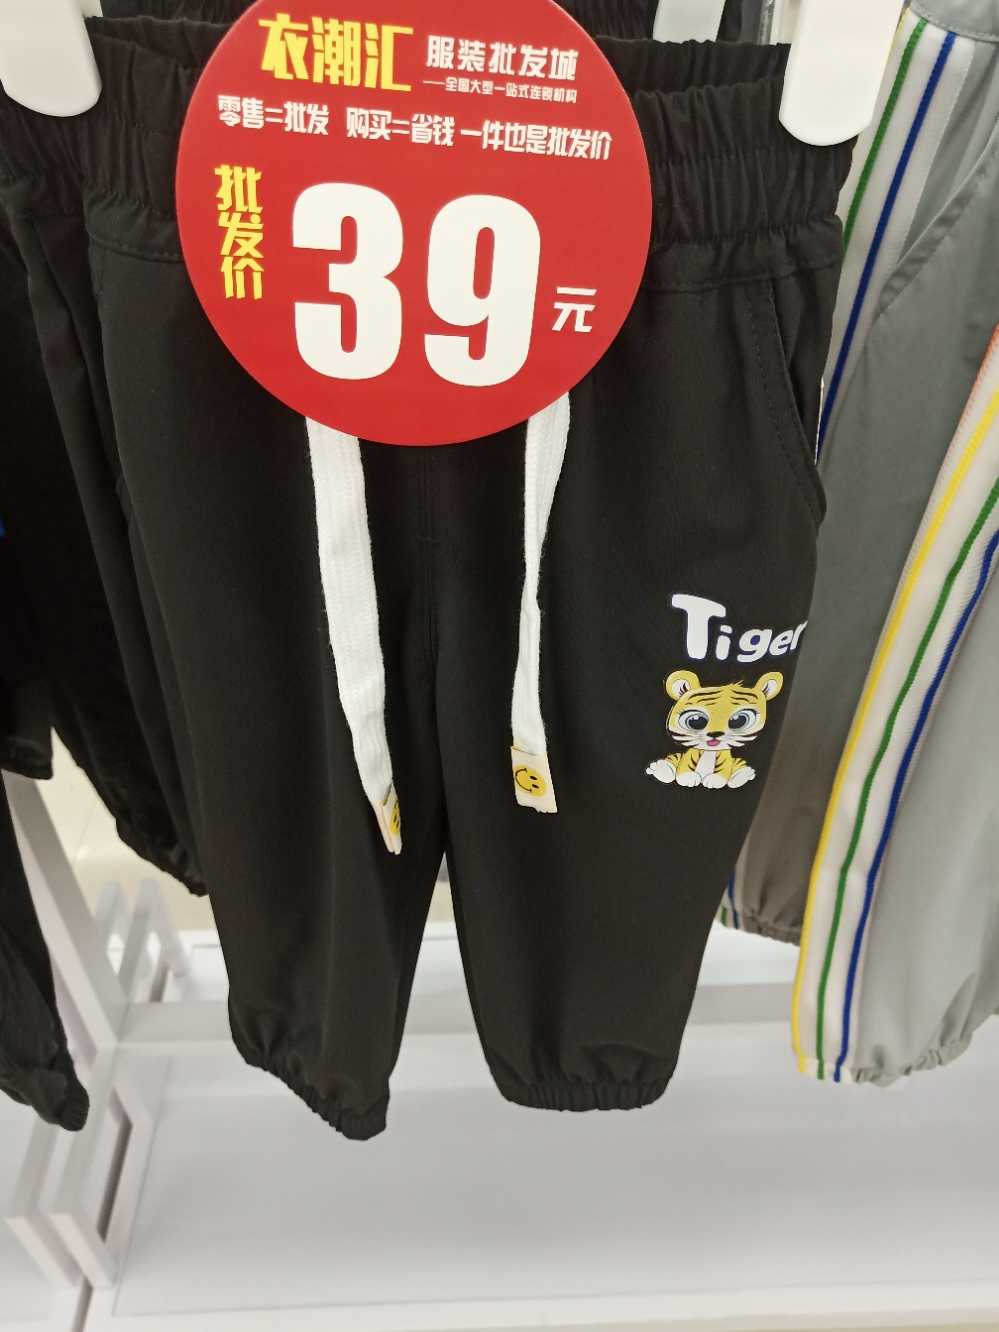 衣潮汇 服装批发城
——全国大型一站式连锁机构
零售=批发 购买=省钱 一件也是批发价
批发价
39元
Tiger